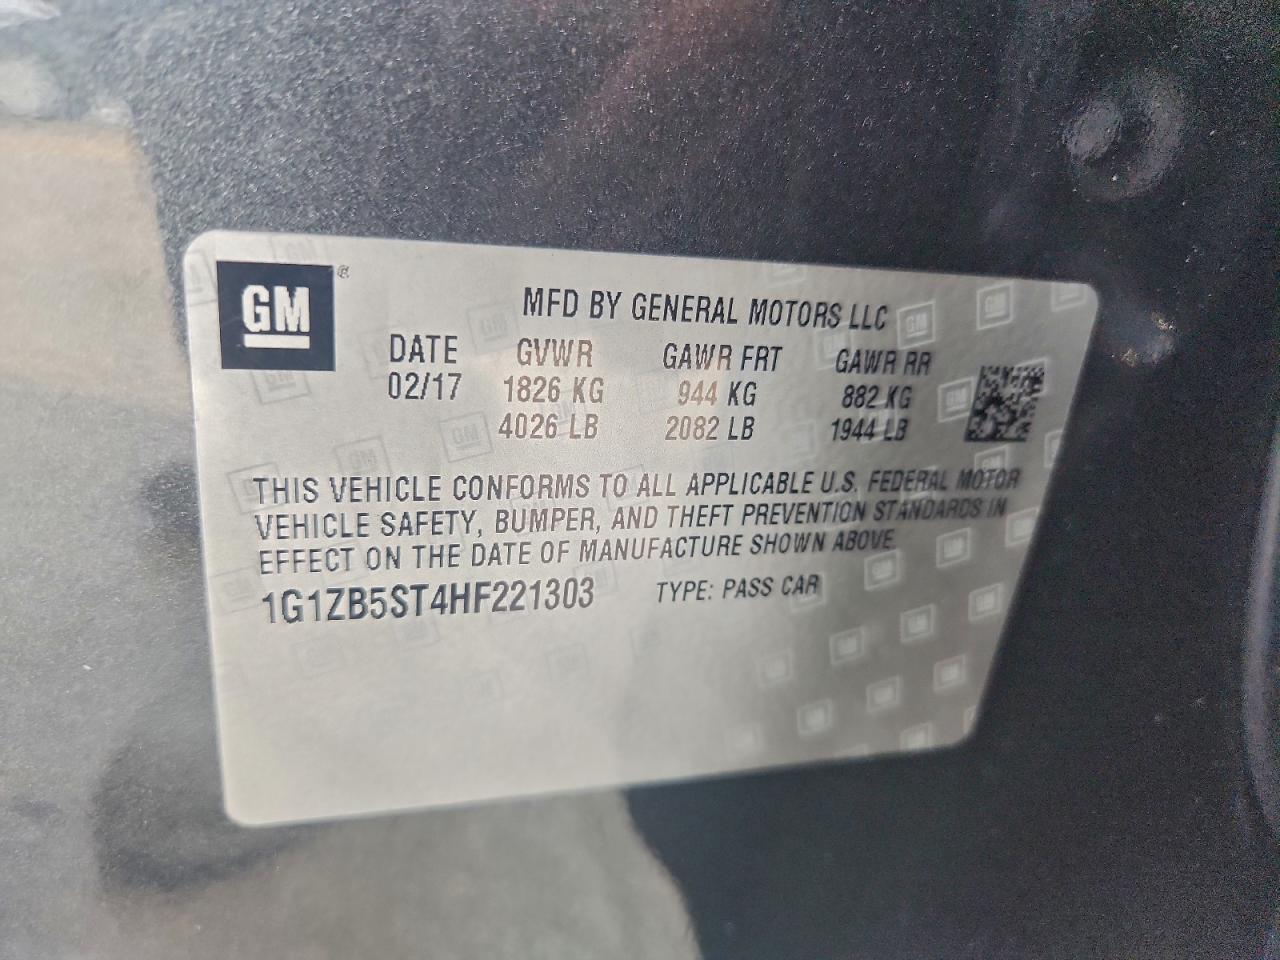 GM ®
MFD BY GENERAL MOTORS LLC
DATE GVWR GAWR FRT GAWR RR
02/17 1826 KG 944 KG 882 KG
4026 LB 2082 LB 1944 LB
THIS VEHICLE CONFORMS TO ALL APPLICABLE U.S. FEDERAL MOTOR
VEHICLE SAFETY, BUMPER, AND THEFT PREVENTION STANDARDS IN
EFFECT ON THE DATE OF MANUFACTURE SHOWN ABOVE
1G1ZB5ST4HF221303 TYPE: PASS CAR